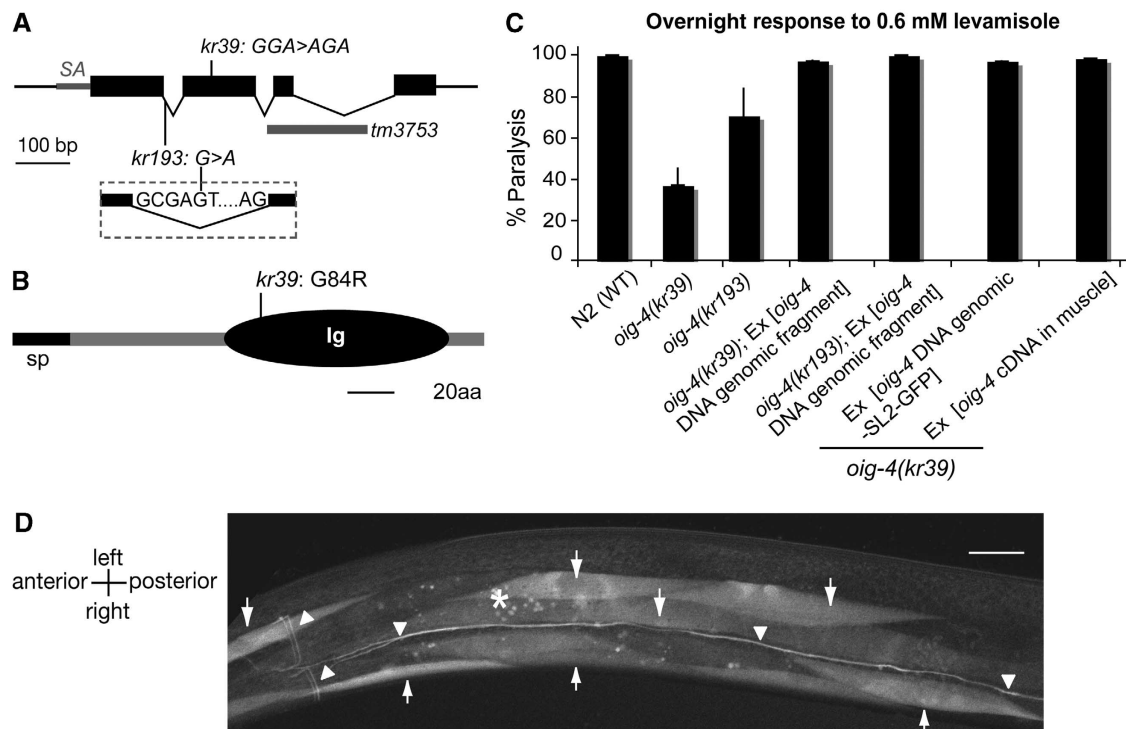 A
kr39: GGA>AGA
SA
tm3753
100 bp
kr193: G>A
GCGAGT....AG
B
kr39: G84R
Ig
sp
20aa
C
Overnight response to 0.6 mM levamisole
% Paralysis
100
80
60
40
20
0
N2 (WT)
oig-4(kr39)
oig-4(kr193)
oig-4(kr39); Ex [oig-4
DNA genomic fragment]
oig-4(kr193); Ex [oig-4
DNA genomic fragment]
Ex [oig-4 DNA genomic
-SL2-GFP]
Ex [oig-4 cDNA in muscle]
oig-4(kr39)
D
left
anterior posterior
right
*